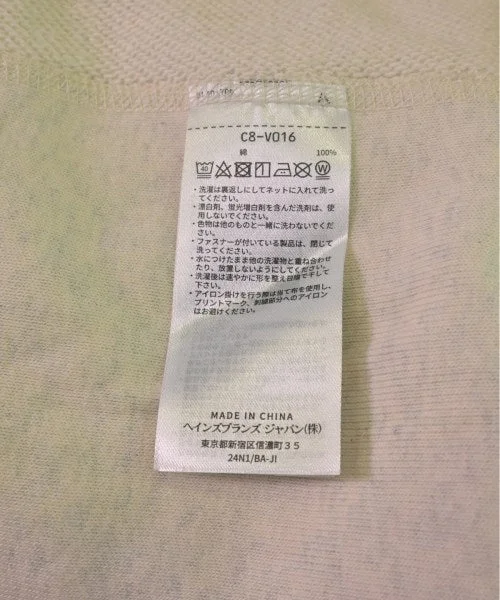 C8-V016
綿 100%
40 1 W
・洗濯は裏返しにしてネットに入れて洗っ
てください。
・漂白剤、蛍光増白剤を含んだ洗剤は、使
用しないでください。
・色物は他のものと一緒に洗わないでくだ
さい。
・ファスナーが付いている製品は、閉じて
洗ってください。
・水につけたまま他の洗濯物と重ね合わせ
たり、放置しないようにしてください。
・洗濯後は速やかに形を整え日陰で干して
下さい。
・アイロン掛けを行う際は当て布を使用し、
プリントマーク、刺繍部分へのアイロン
はお避けください。
MADE IN CHINA
ヘインズブランズ ジャパン(株)
東京都新宿区信濃町35
24N1/BA-JI